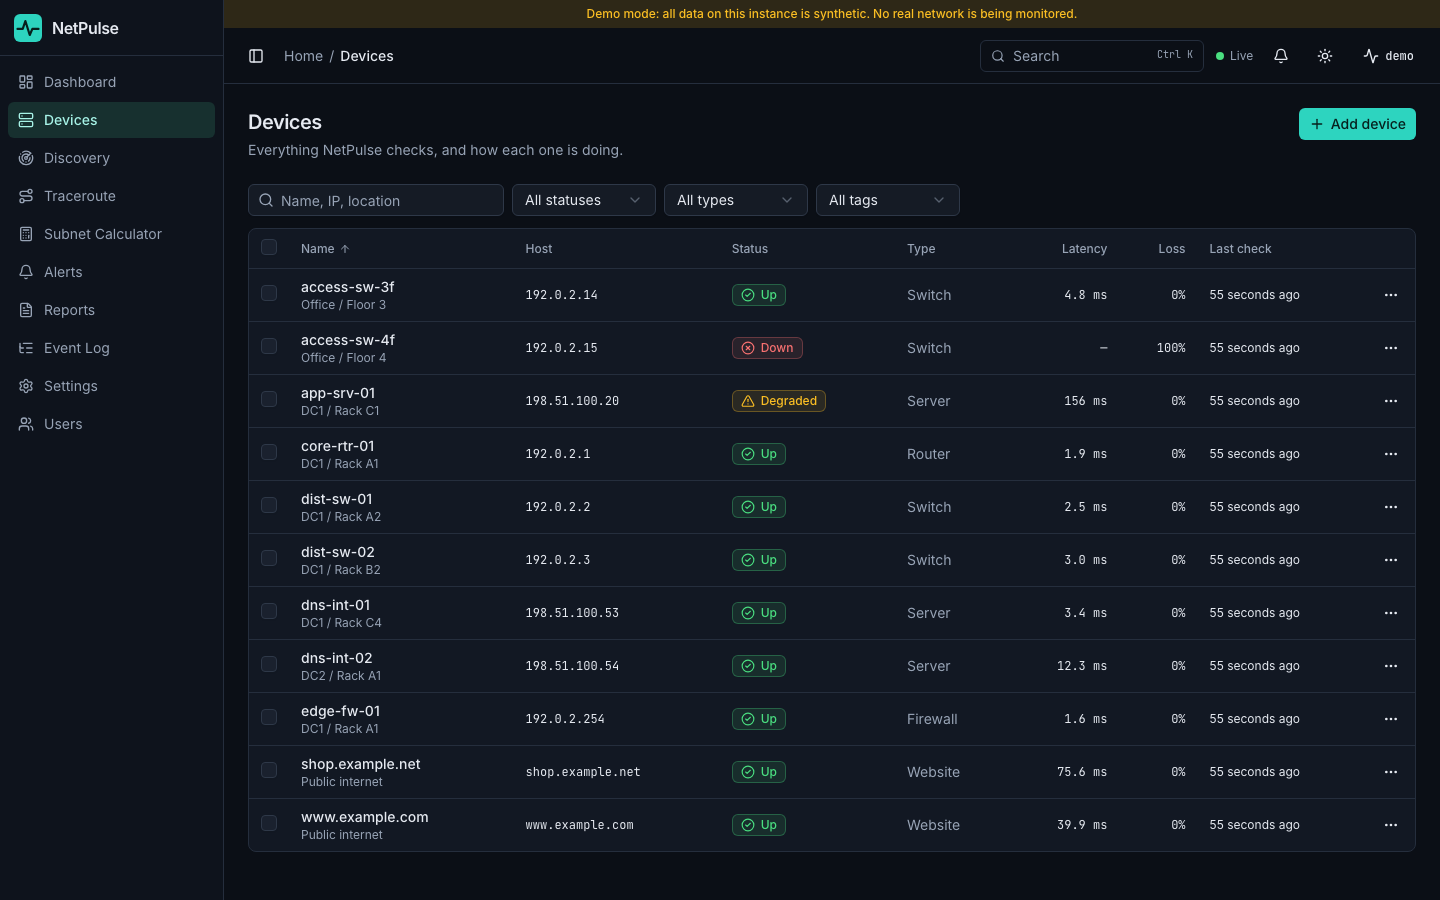 NetPulse
Demo mode: all data on this instance is synthetic. No real network is being monitored.
Home / Devices
Search Ctrl K
Live
demo
Dashboard
Devices
Discovery
Traceroute
Subnet Calculator
Alerts
Reports
Event Log
Settings
Users
Devices
Everything NetPulse checks, and how each one is doing.
+ Add device
Name, IP, location
All statuses
All types
All tags
Name ↑ Host Status Type Latency Loss Last check
access-sw-3f 192.0.2.14 Up Switch 4.8 ms 0% 55 seconds ago
Office / Floor 3
access-sw-4f 192.0.2.15 Down Switch — 100% 55 seconds ago
Office / Floor 4
app-srv-01 198.51.100.20 Degraded Server 156 ms 0% 55 seconds ago
DC1 / Rack C1
core-rtr-01 192.0.2.1 Up Router 1.9 ms 0% 55 seconds ago
DC1 / Rack A1
dist-sw-01 192.0.2.2 Up Switch 2.5 ms 0% 55 seconds ago
DC1 / Rack A2
dist-sw-02 192.0.2.3 Up Switch 3.0 ms 0% 55 seconds ago
DC1 / Rack B2
dns-int-01 198.51.100.53 Up Server 3.4 ms 0% 55 seconds ago
DC1 / Rack C4
dns-int-02 198.51.100.54 Up Server 12.3 ms 0% 55 seconds ago
DC2 / Rack A1
edge-fw-01 192.0.2.254 Up Firewall 1.6 ms 0% 55 seconds ago
DC1 / Rack A1
shop.example.net shop.example.net Up Website 75.6 ms 0% 55 seconds ago
Public internet
www.example.com www.example.com Up Website 39.9 ms 0% 55 seconds ago
Public internet